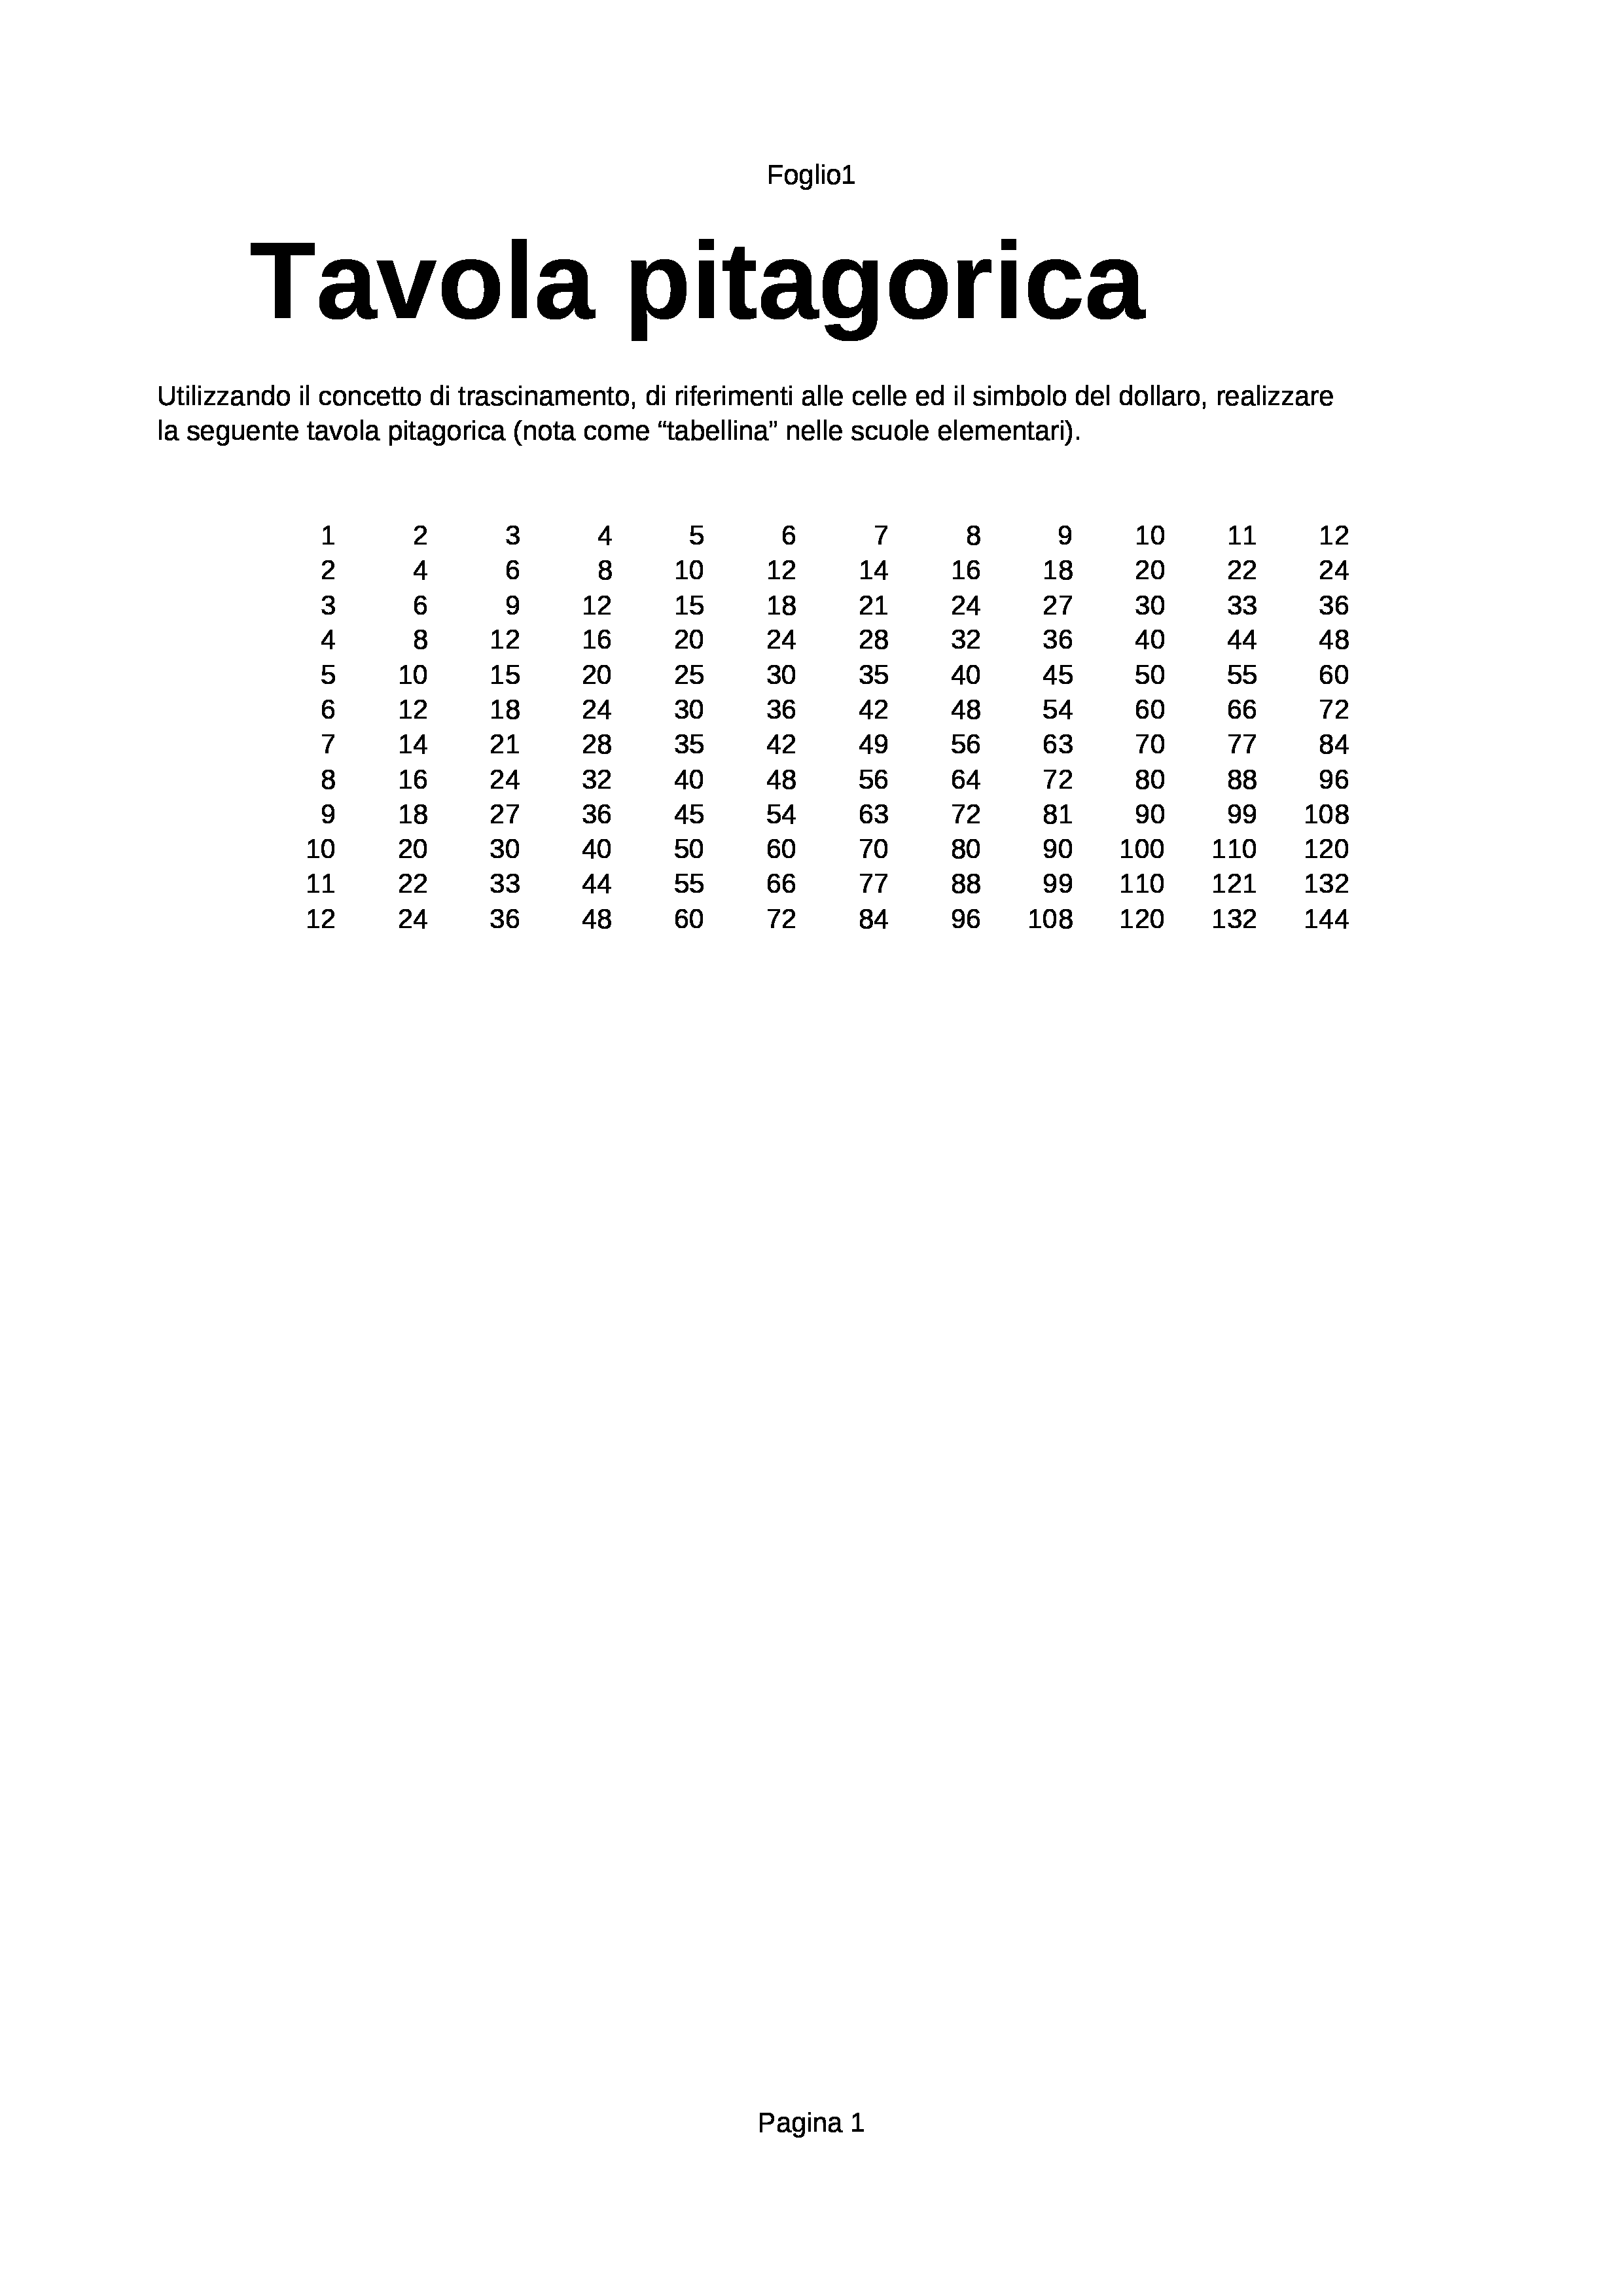 Foglio1
Tavola pitagorica
Utilizzando il concetto di trascinamento, di riferimenti alle celle ed il simbolo del dollaro, realizzare
la seguente tavola pitagorica (nota come “tabellina” nelle scuole elementari).
1 2 3 4 5 6 7 8 9 10 11 12
2 4 6 8 10 12 14 16 18 20 22 24
3 6 9 12 15 18 21 24 27 30 33 36
4 8 12 16 20 24 28 32 36 40 44 48
5 10 15 20 25 30 35 40 45 50 55 60
6 12 18 24 30 36 42 48 54 60 66 72
7 14 21 28 35 42 49 56 63 70 77 84
8 16 24 32 40 48 56 64 72 80 88 96
9 18 27 36 45 54 63 72 81 90 99 108
10 20 30 40 50 60 70 80 90 100 110 120
11 22 33 44 55 66 77 88 99 110 121 132
12 24 36 48 60 72 84 96 108 120 132 144
Pagina 1